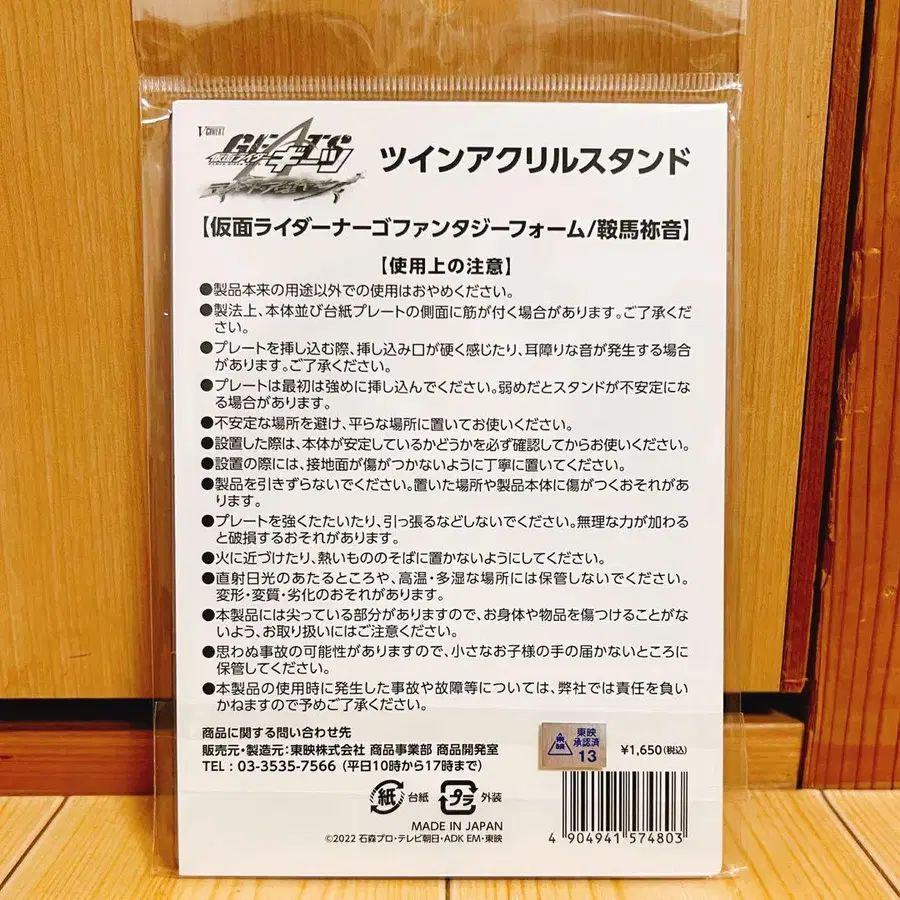 V CINEXT
GEATS
仮面ライダーギーツ
ツインアクリルスタンド
【仮面ライダーナーゴファンタジーフォーム/鞍馬祢音】
【使用上の注意】
●製品本来の用途以外での使用はおやめください。
●製法上、本体並び台紙プレートの側面に筋が付く場合があります。ご了承くだ
さい。
●プレートを挿し込む際、挿し込み口が硬く感じたり、耳障りな音が発生する場合
があります。ご了承ください。
●プレートは最初は強めに挿し込んでください。弱めだとスタンドが不安定にな
る場合があります。
●不安定な場所を避け、平らな場所に置いてお使いください。
●設置した際は、本体が安定しているかどうかを必ず確認してからお使いください。
●設置の際には、接地面が傷がつかないように丁寧に置いてください。
●製品を引きずらないでください。置いた場所や製品本体に傷がつくおそれがあ
ります。
●プレートを強くたたいたり、引っ張るなどしないでください。無理な力が加わる
と破損するおそれがあります。
●火に近づけたり、熱いもののそばに置かないようにしてください。
●直射日光のあたるところや、高温・多湿な場所には保管しないでください。
変形・変質・劣化のおそれがあります。
●本製品には尖っている部分がありますので、お身体や物品を傷つけることがな
いよう、お取り扱いにはご注意ください。
●思わぬ事故の可能性がありますので、小さなお子様の手の届かないところに
保管してください。
●本製品の使用時に発生した事故や故障等については、弊社では責任を負い
かねますので予めご了承ください。
商品に関する問い合わせ先
販売元・製造元:東映株式会社 商品事業部 商品開発室
TEL : 03-3535-7566 (平日10時から17時まで)
東映
東映
承認済
13
¥1,650(税込)
紙 台紙 プラ 外装
MADE IN JAPAN
©2022 石森プロ・テレビ朝日・ADK EM・東映
4 904941 574803